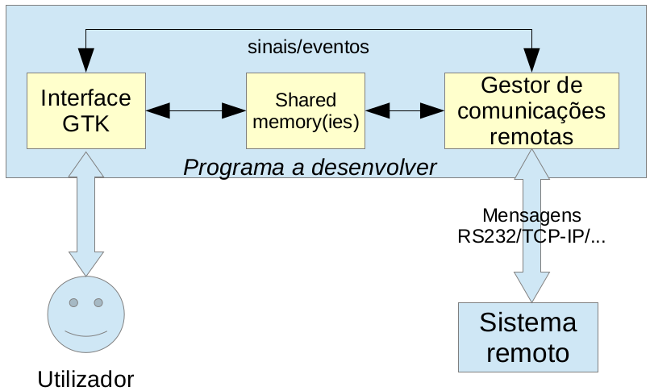 sinais/eventos
Interface
GTK
Shared
memory(ies)
Gestor de
comunicações
remotas
Programa a desenvolver
Mensagens
RS232/TCP-IP/...
Sistema
remoto
Utilizador